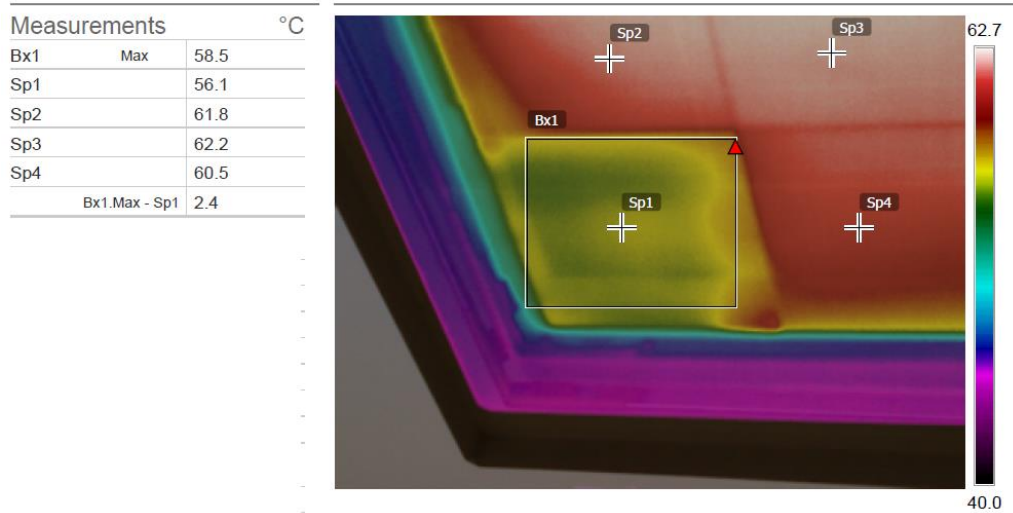 Measurements °C
Bx1 Max 58.5
Sp1 56.1
Sp2 61.8
Sp3 62.2
Sp4 60.5
Bx1.Max - Sp1 2.4
Sp2
Sp3
62.7
Bx1
Sp1
Sp4
40.0